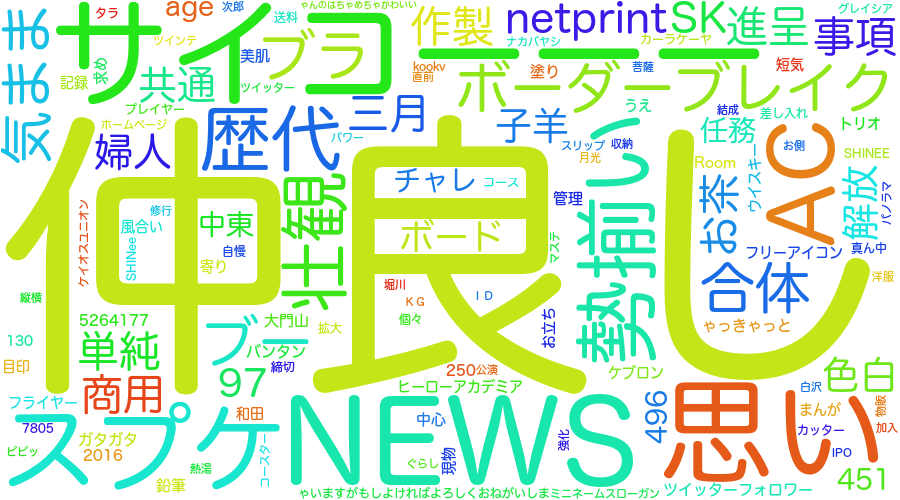 ゃんのはちゃめちゃかわいい
タラ
age
次郎
送料
ツインテ
グレイシア
気まま
サイコ
ブラ
美肌
ツイッター
求め
記録
共通
プレイヤー
ホームページ
パワー
作製
netprint
SK
進呈
事項
ナカバヤシ
カーラケーヤ
kooky
直前
塗り
菩薩
短気
ボーダーブレイク
三月
子羊
うえ
結成
差し入れ
トリオ
婦人
歴代
スリップ
収納
月光
任務
お側
SHINEE
Room
ウイスキー
AC
解放
パノラマ
仲良し
チャレ
コース
ボード
管理
勢揃い
お茶
ケイオスユニオン
修行
風合い
SHINee
中東
自慢
寄り
壮観
マステ
フリーアイコン
真ん中
洋服
合体
縦横
堀川
KG
ID
個々
お立ち
ゃっきゃっと
5264177
大門山
拡大
130
目印
単純
ブー
バンタン
締切
97
250
公演
ケプロン
色白
商用
ヒーローアカデミア
フライヤー
7805
和田
中心
496
思い
白沢
まんが
物販
カッター
加入
スプケ
NEWS
ガタガタ
2016
ピピッ
鉛筆
熱湯
コースター
ぐらし
現物
強化
IPO
451
ツイッターフォロワー
ゃいますがもしよければよろしくおねがいしま
ミニネームスローガン